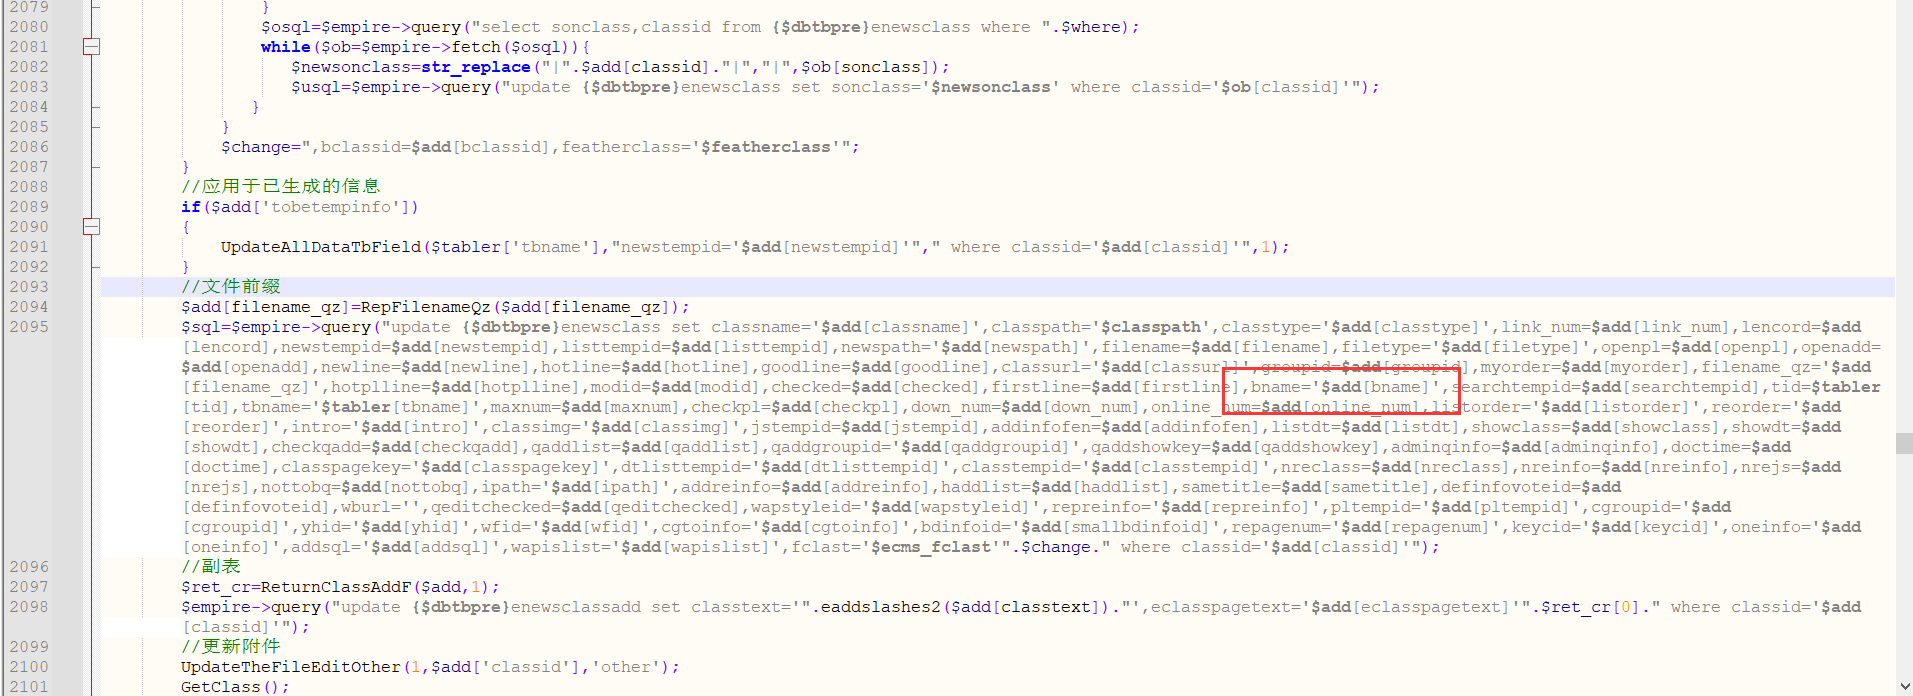 2079 }
2080 $osql=$empire->query("select sonclass,classid from {$dbtbpre}enewsclass where ".$where);
2081 while($ob=$empire->fetch($osql)){
2082 $newsonclass=str_replace("|".$add[classid]."|","|",$ob[sonclass]);
2083 $usql=$empire->query("update {$dbtbpre}enewsclass set sonclass='$newsonclass' where classid='$ob[classid]'");
2084 }
2085 }
2086 $change=",bclassid=$add[bclassid],featherclass='$featherclass'";
2087 }
2088 //应用于已生成的信息
2089 if($add['tobetempinfo'])
2090 {
2091 UpdateAllDataTbField($tabler['tbname'],"newstempid='$add[newstempid]'"," where classid='$add[classid]'",1);
2092 }
2093 //文件前缀
2094 $add[filename_qz]=RepFilenameQz($add[filename_qz]);
2095 $sql=$empire->query("update {$dbtbpre}enewsclass set classname='$add[classname]',classpath='$classpath',classtype='$add[classtype]',link_num=$add[link_num],lencord=$add
[lencord],newstempid=$add[newstempid],listtempid=$add[listtempid],newspath='$add[newspath]',filename=$add[filename],filetype='$add[filetype]',openpl=$add[openpl],openadd=
$add[openadd],newline=$add[newline],hotline=$add[hotline],goodline=$add[goodline],classurl='$add[classurl]',groupid=$add[groupid],myorder=$add[myorder],filename_qz='$add
[filename_qz]',hotplline=$add[hotplline],modid=$add[modid],checked=$add[checked],firstline=$add[firstline],bname='$add[bname]',searchtempid=$add[searchtempid],tid=$tabler
[tid],tbname='$tabler[tbname]',maxnum=$add[maxnum],checkpl=$add[checkpl],down_num=$add[down_num],online_num=$add[online_num],listorder='$add[listorder]',reorder='$add
[reorder]',intro='$add[intro]',classimg='$add[classimg]',jstempid=$add[jstempid],addinfofen=$add[addinfofen],listdt=$add[listdt],showclass=$add[showclass],showdt=$add
[showdt],checkqadd=$add[checkqadd],qaddlist=$add[qaddlist],qaddgroupid='$add[qaddgroupid]',qaddshowkey=$add[qaddshowkey],adminqinfo=$add[adminqinfo],doctime=$add
[doctime],classpagekey='$add[classpagekey]',dtlisttempid='$add[dtlisttempid]',classtempid='$add[classtempid]',nreclass=$add[nreclass],nreinfo=$add[nreinfo],nrejs=$add
[nrejs],nottobq=$add[nottobq],ipath='$add[ipath]',addreinfo=$add[addreinfo],haddlist=$add[haddlist],sametitle=$add[sametitle],definfovoteid=$add
[definfovoteid],wburl='',qeditchecked=$add[qeditchecked],wapstyleid='$add[wapstyleid]',repreinfo='$add[repreinfo]',pltempid='$add[pltempid]',cgroupid='$add
[cgroupid]',yhid='$add[yhid]',wfid='$add[wfid]',cgtoinfo='$add[cgtoinfo]',bdinfoid='$add[smallbdinfoid]',repagenum='$add[repagenum]',keycid='$add[keycid]',oneinfo='$add
[oneinfo]',addsql='$add[addsql]',wapislist='$add[wapislist]',fclast='$ecms_fclast'".$change." where classid='$add[classid]'");
2096 //副表
2097 $ret_cr=ReturnClassAddF($add,1);
2098 $empire->query("update {$dbtbpre}enewsclassadd set classtext='".eaddslashes2($add[classtext])."',eclasspagetext='$add[eclasspagetext]'".$ret_cr[0]." where classid='$add
[classid]'");
2099 //更新附件
2100 UpdateTheFileEditOther(1,$add['classid'],'other');
2101 GetClass();